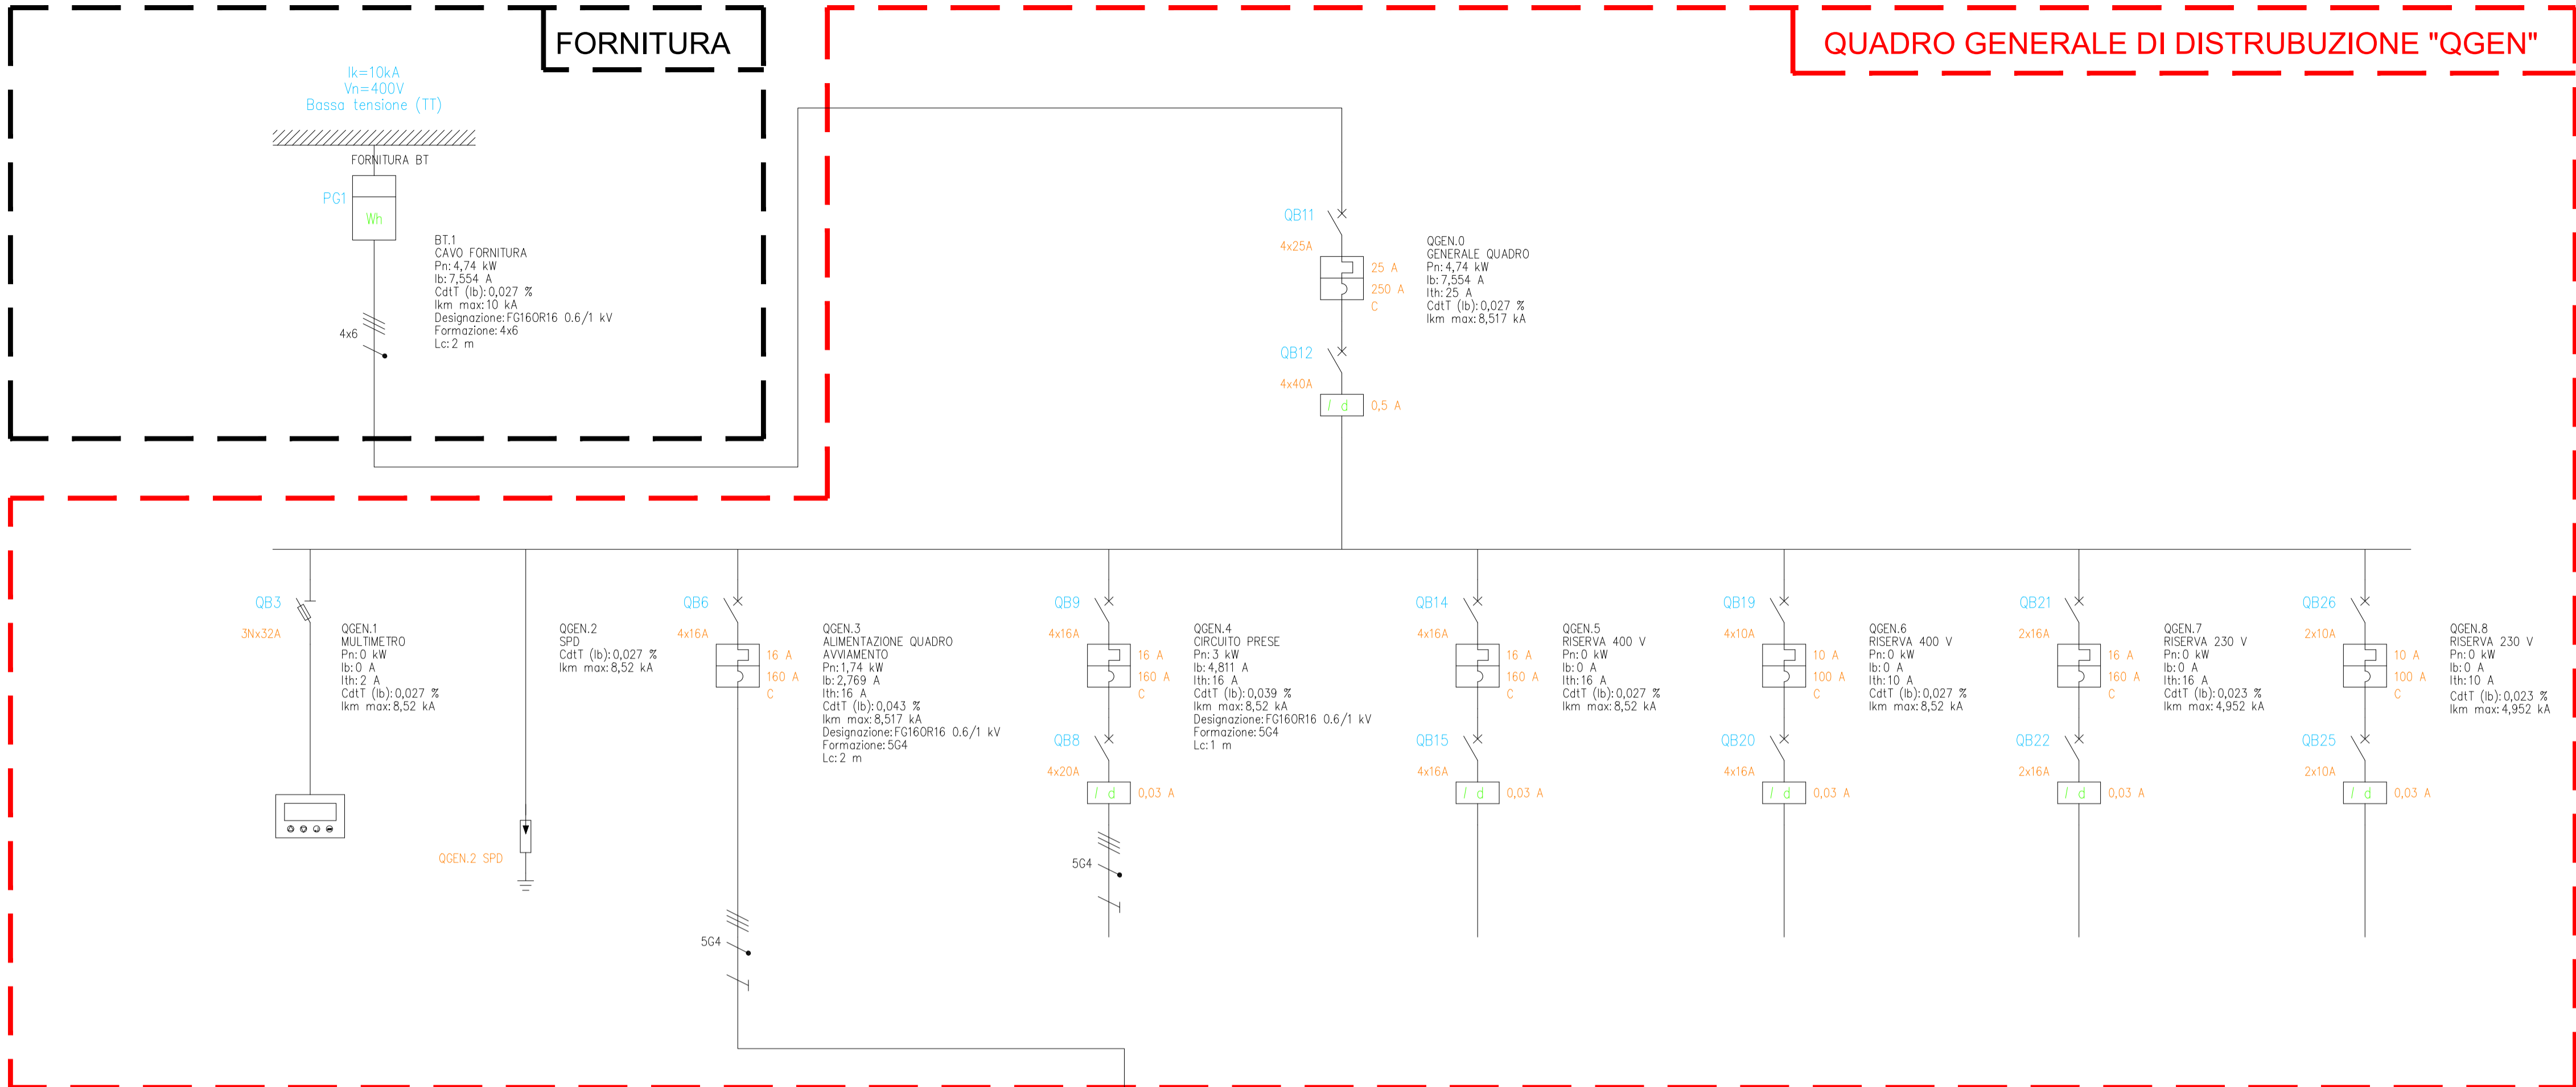 FORNITURA
QUADRO GENERALE DI DISTRUBUZIONE "QGEN"
Ik=10kA
Vn=400V
Bassa tensione (TT)
FORNITURA BT
PG1
Wh
BT.1
CAVO FORNITURA
Pn: 4,74 kW
Ib: 7,554 A
CdtT (Ib): 0,027 %
Ikm max: 10 kA
Designazione: FG16OR16 0.6/1 kV
Formazione: 4x6
Lc: 2 m
4x6
QB11
4x25A
25 A
250 A
C
QGEN.0
GENERALE QUADRO
Pn: 4,74 kW
Ib: 7,554 A
Ith: 25 A
CdtT (Ib): 0,027 %
Ikm max: 8,517 kA
QB12
4x40A
I d
0,5 A
QB3
3Nx32A
QGEN.1
MULTIMETRO
Pn: 0 kW
Ib: 0 A
Ith: 2 A
CdtT (Ib): 0,027 %
Ikm max: 8,52 kA
QGEN.2
SPD
CdtT (Ib): 0,027 %
Ikm max: 8,52 kA
QGEN.2 SPD
QB6
4x16A
16 A
160 A
C
QGEN.3
ALIMENTAZIONE QUADRO
AVVIAMENTO
Pn: 1,74 kW
Ib: 2,769 A
Ith: 16 A
CdtT (Ib): 0,043 %
Ikm max: 8,517 kA
Designazione: FG16OR16 0.6/1 kV
Formazione: 5G4
Lc: 2 m
5G4
QB9
4x16A
16 A
160 A
C
QGEN.4
CIRCUITO PRESE
Pn: 3 kW
Ib: 4,811 A
Ith: 16 A
CdtT (Ib): 0,039 %
Ikm max: 8,52 kA
Designazione: FG16OR16 0.6/1 kV
Formazione: 5G4
Lc: 1 m
QB8
4x20A
I d
0,03 A
5G4
QB14
4x16A
16 A
160 A
C
QGEN.5
RISERVA 400 V
Pn: 0 kW
Ib: 0 A
Ith: 16 A
CdtT (Ib): 0,027 %
Ikm max: 8,52 kA
QB15
4x16A
I d
0,03 A
QB19
4x10A
10 A
100 A
C
QGEN.6
RISERVA 400 V
Pn: 0 kW
Ib: 0 A
Ith: 10 A
CdtT (Ib): 0,027 %
Ikm max: 8,52 kA
QB20
4x16A
I d
0,03 A
QB21
2x16A
16 A
160 A
C
QGEN.7
RISERVA 230 V
Pn: 0 kW
Ib: 0 A
Ith: 16 A
CdtT (Ib): 0,023 %
Ikm max: 4,952 kA
QB22
2x16A
I d
0,03 A
QB26
2x10A
10 A
100 A
C
QGEN.8
RISERVA 230 V
Pn: 0 kW
Ib: 0 A
Ith: 10 A
CdtT (Ib): 0,023 %
Ikm max: 4,952 kA
QB25
2x10A
I d
0,03 A